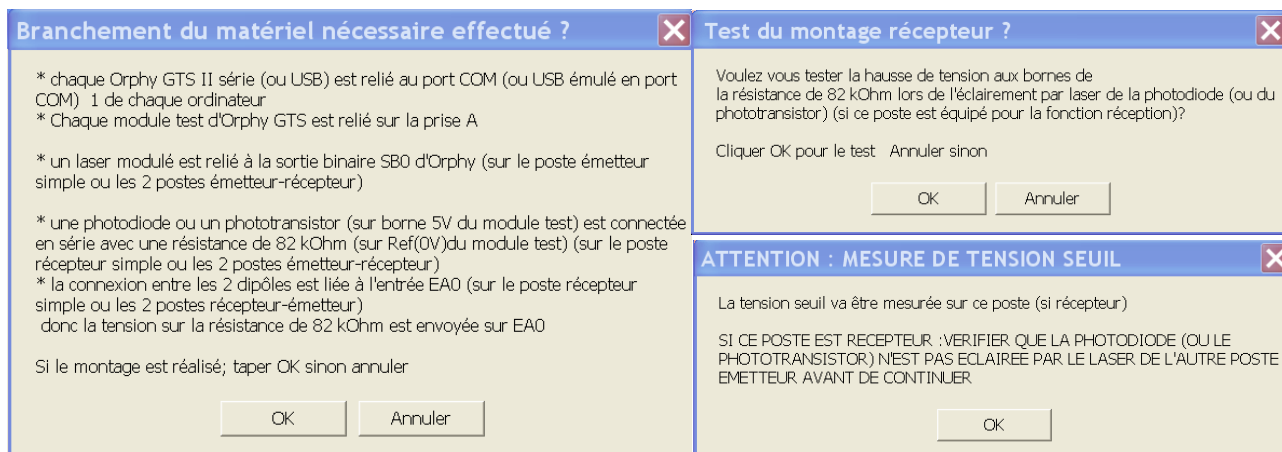 Branchement du matériel nécessaire effectué ?
* chaque Orphy GTS II série (ou USB) est relié au port COM (ou USB émulé en port
COM)  1 de chaque ordinateur
* Chaque module test d'Orphy GTS est relié sur la prise A
* un laser modulé est relié à la sortie binaire SB0 d'Orphy (sur le poste émetteur
simple ou les 2 postes émetteur-récepteur)
* une photodiode ou un phototransistor (sur borne 5V du module test) est connectée
en série avec une résistance de 82 kOhm (sur Ref(0V)du module test) (sur le poste
récepteur simple ou les 2 postes émetteur-récepteur)
* la connexion entre les 2 dipôles est liée à l'entrée EA0 (sur le poste récepteur
simple ou les 2 postes récepteur-émetteur)
donc la tension sur la résistance de 82 kOhm est envoyée sur EA0
Si le montage est réalisé; taper OK sinon annuler
OK
Annuler
Test du montage récepteur ?
Voulez vous tester la hausse de tension aux bornes de
la résistance de 82 kOhm lors de l'éclairement par laser de la photodiode (ou du
phototransistor) (si ce poste est équipé pour la fonction réception)?
Cliquer OK pour le test   Annuler sinon
OK
Annuler
ATTENTION : MESURE DE TENSION SEUIL
La tension seuil va être mesurée sur ce poste (si récepteur)
SI CE POSTE EST RECEPTEUR :VERIFIER QUE LA PHOTODIODE (OU LE
PHOTOTRANSISTOR) N'EST PAS ECLAIREE PAR LE LASER DE L'AUTRE POSTE
EMETTEUR AVANT DE CONTINUER
OK